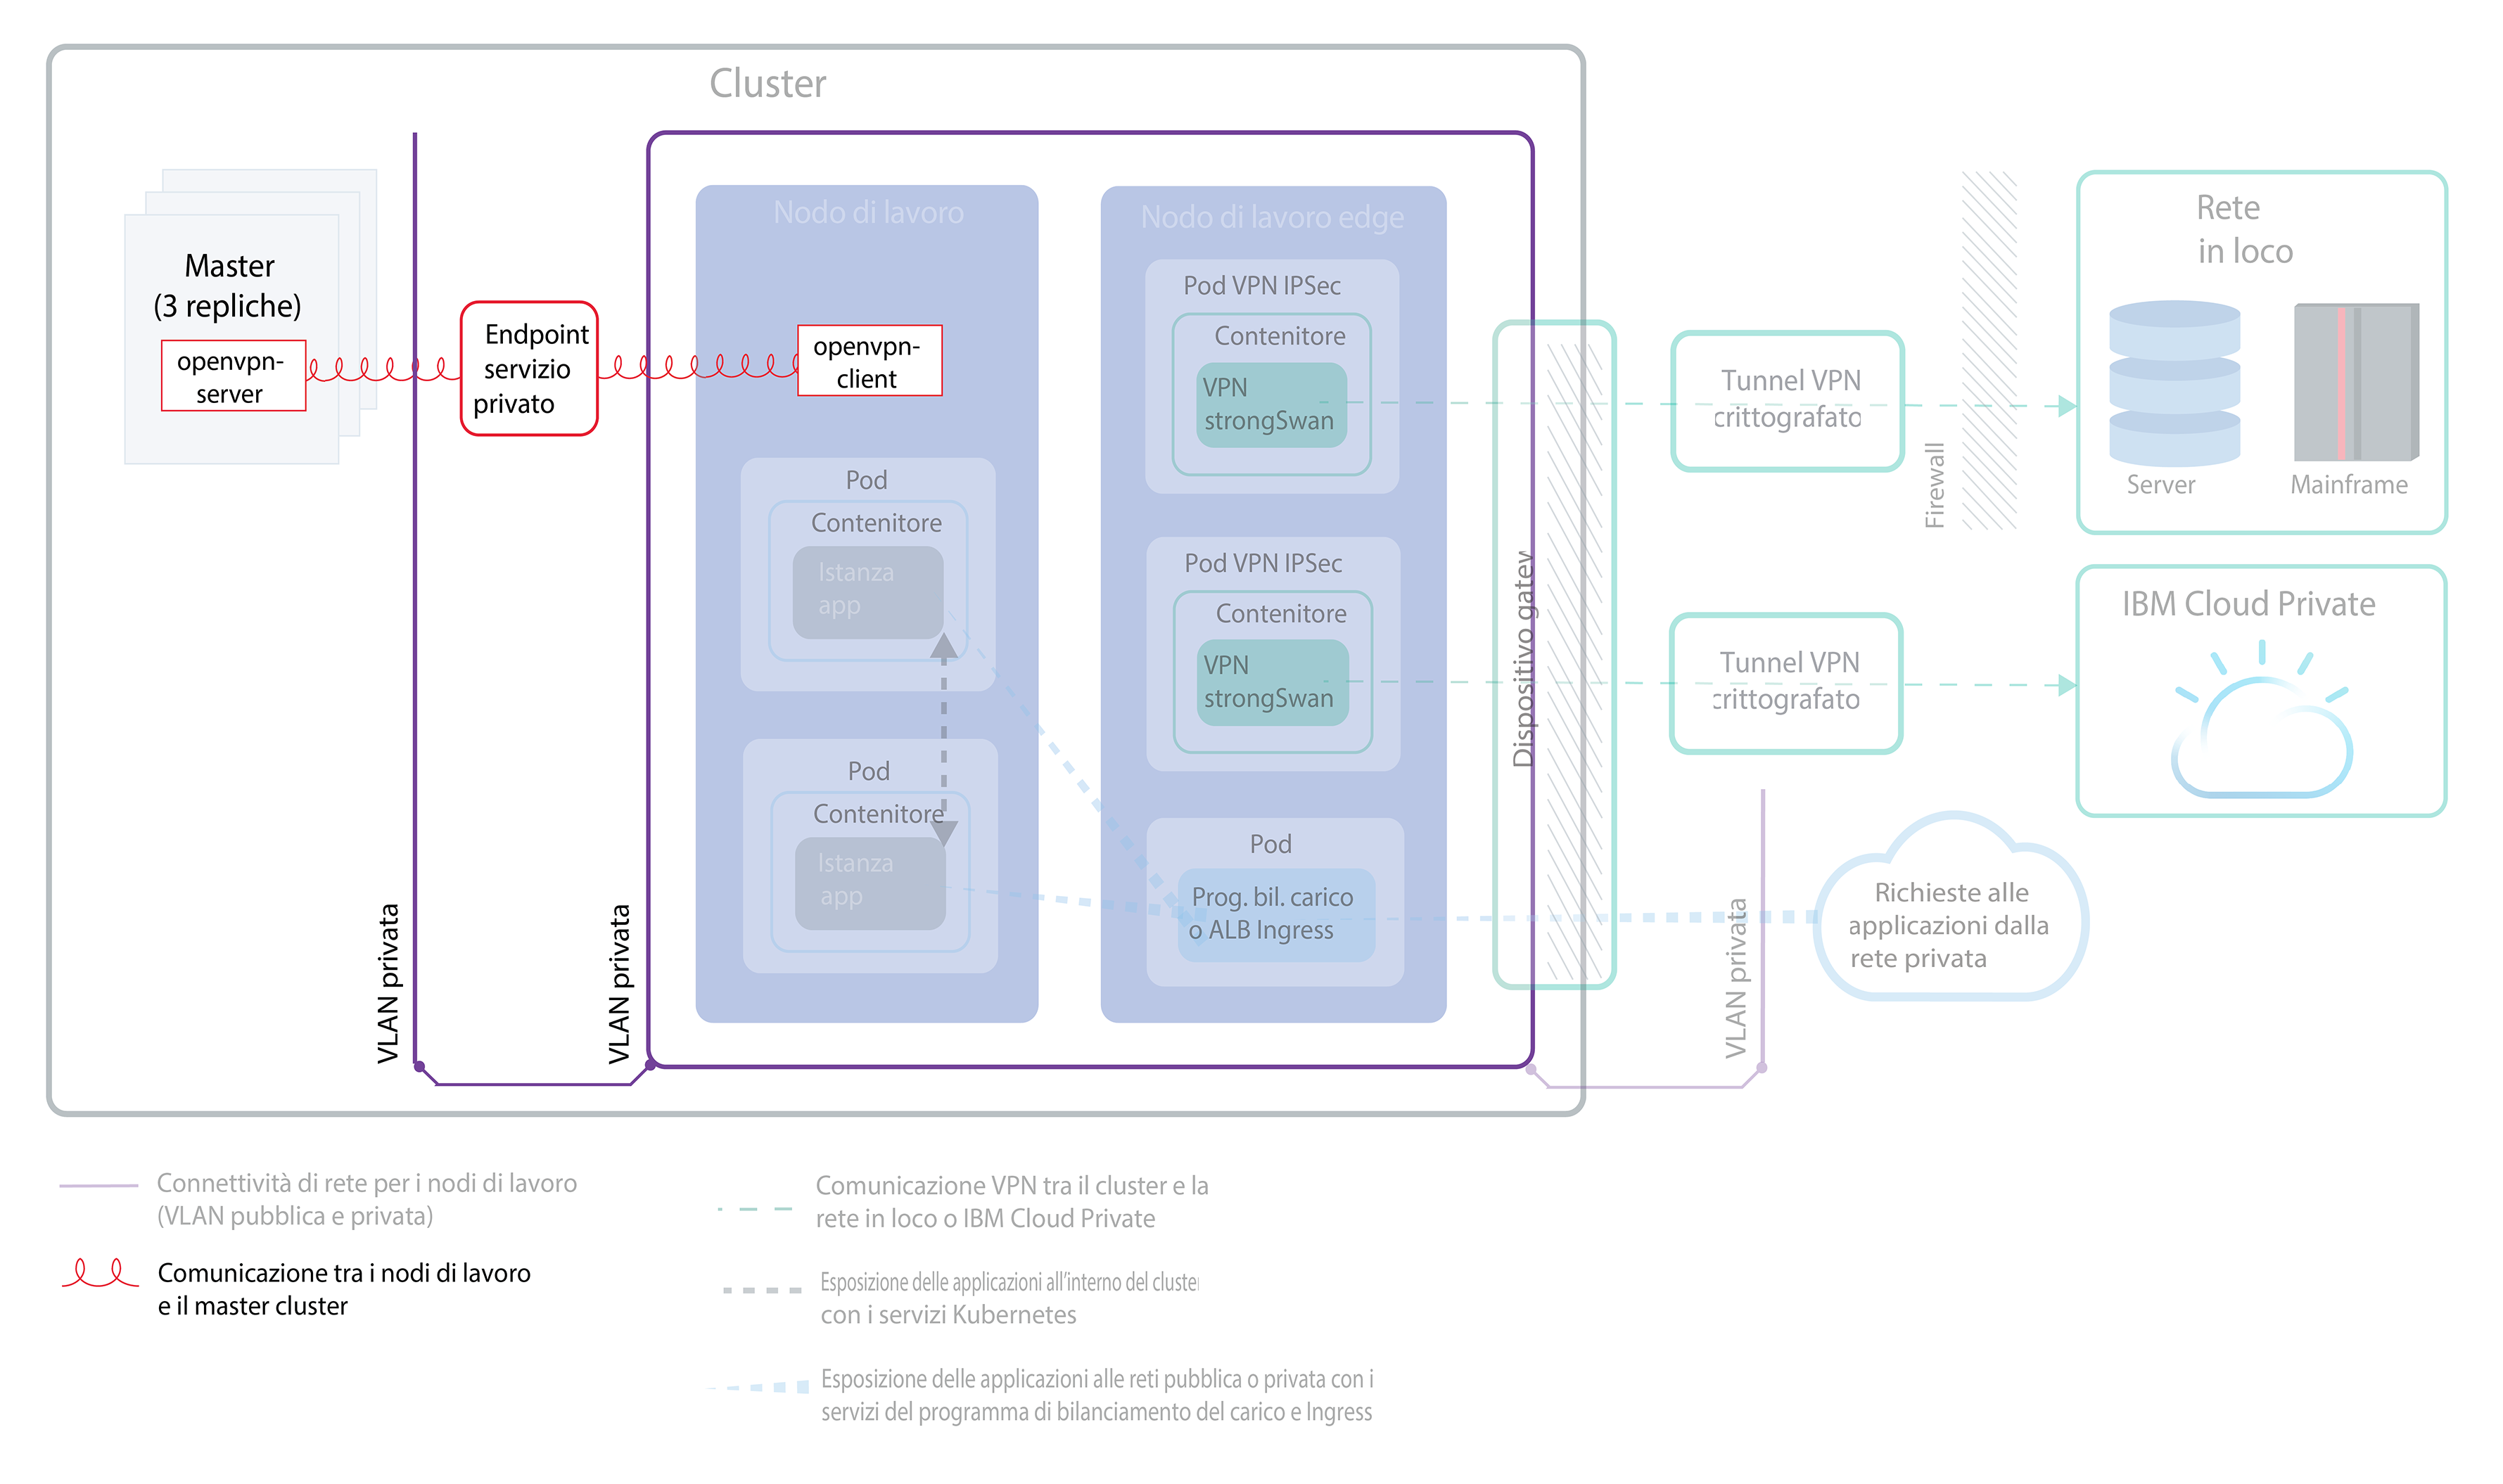 Cluster
Master
(3 repliche)
openvpn-
server
Endpoint
servizio
privato
VLAN privata
VLAN privata
Nodo di lavoro
openvpn-
client
Pod
Contenitore
Istanza
app
Pod
Contenitore
Istanza
app
Nodo di lavoro edge
Pod VPN IPSec
Contenitore
VPN
strongSwan
Pod VPN IPSec
Contenitore
VPN
strongSwan
Pod
Prog. bil. carico
o ALB Ingress
Dispositivo gatew
Tunnel VPN
crittografato
Tunnel VPN
crittografato
Firewall
VLAN privata
Rete
in loco
Server
Mainframe
IBM Cloud Private
Richieste alle
applicazioni dalla
rete privata
Connettività di rete per i nodi di lavoro
(VLAN pubblica e privata)
Comunicazione tra i nodi di lavoro
e il master cluster
Comunicazione VPN tra il cluster e la
rete in loco o IBM Cloud Private
Esposizione delle applicazioni all'interno del cluster
con i servizi Kubernetes
Esposizione delle applicazioni alle reti pubblica o privata con i
servizi del programma di bilanciamento del carico e Ingress